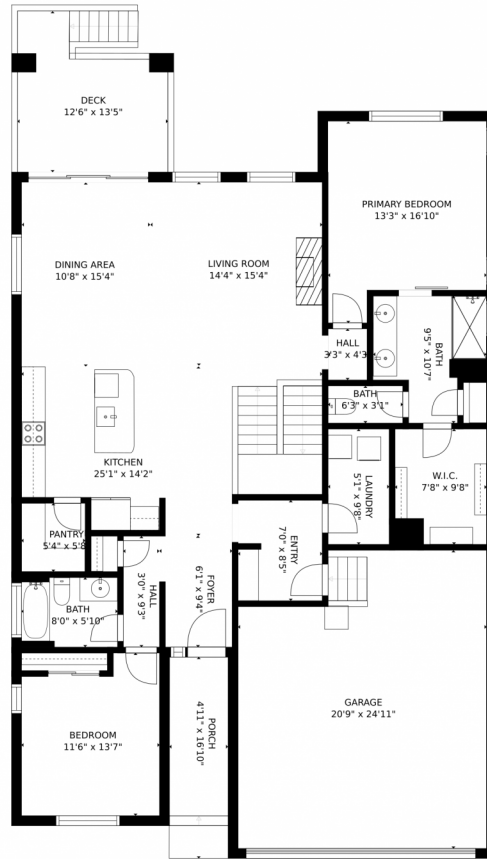 DECK
12'6" x 13'5"
PRIMARY BEDROOM
13'3" x 16'10"
DINING AREA
10'8" x 15'4"
LIVING ROOM
14'4" x 15'4"
HALL
3'3" x 4'3
BATH
9'5" x 10'7"
BATH
6'3" x 3'1"
KITCHEN
25'1" x 14'2"
LAUNDRY
5'1" x 9'8"
W.I.C.
7'8" x 9'8"
PANTRY
5'4" x 5'8
ENTRY
7'0" x 8'5"
HALL
3'0" x 9'3"
FOYER
6'1" x 9'4"
BATH
8'0" x 5'10"
BEDROOM
11'6" x 13'7"
PORCH
4'11" x 16'10"
GARAGE
20'9" x 24'11"